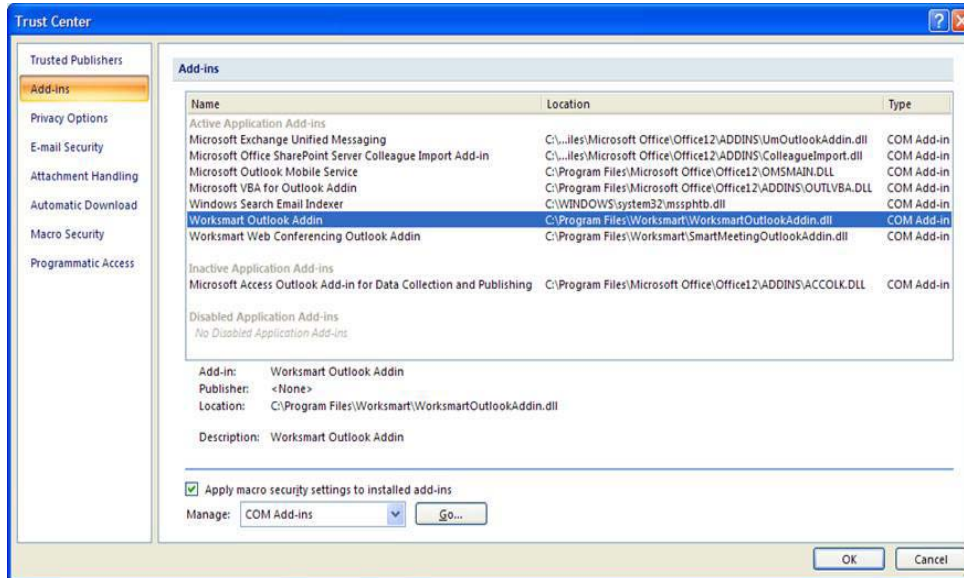 Trust Center
Trusted Publishers
Add-ins
Privacy Options
E-mail Security
Attachment Handling
Automatic Download
Macro Security
Programmatic Access
Add-ins
Name Location Type
Active Application Add-ins
Microsoft Exchange Unified Messaging C:\...iles\Microsoft Office\Office12\ADDINS\UmOutlookAddin.dll COM Add-in
Microsoft Office SharePoint Server Colleague Import Add-in C:\...iles\Microsoft Office\Office12\ADDINS\ColleagueImport.dll COM Add-in
Microsoft Outlook Mobile Service C:\Program Files\Microsoft Office\Office12\OMSMAIN.DLL COM Add-in
Microsoft VBA for Outlook Addin C:\Program Files\Microsoft Office\Office12\ADDINS\OUTLVBA.DLL COM Add-in
Windows Search Email Indexer C:\WINDOWS\system32\mssphtb.dll COM Add-in
Worksmart Outlook Addin C:\Program Files\Worksmart\WorksmartOutlookAddin.dll COM Add-in
Worksmart Web Conferencing Outlook Addin C:\Program Files\Worksmart\SmartMeetingOutlookAddin.dll COM Add-in
Inactive Application Add-ins
Microsoft Access Outlook Add-in for Data Collection and Publishing C:\Program Files\Microsoft Office\Office12\ADDINS\ACCOLK.DLL COM Add-in
Disabled Application Add-ins
No Disabled Application Add-ins
Add-in: Worksmart Outlook Addin
Publisher: <None>
Location: C:\Program Files\Worksmart\WorksmartOutlookAddin.dll
Description: Worksmart Outlook Addin
Apply macro security settings to installed add-ins
Manage: COM Add-ins Go...
OK Cancel